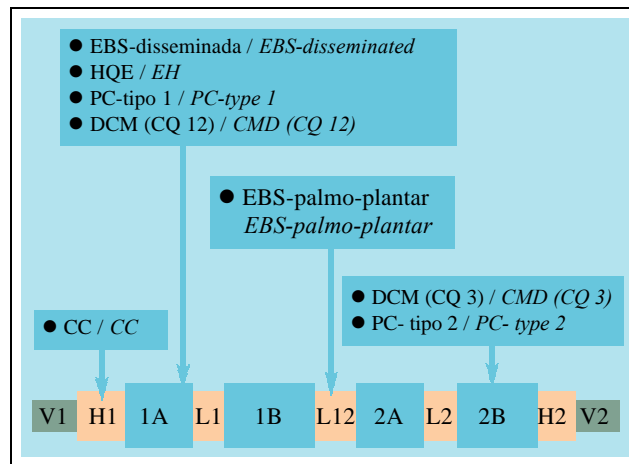 ● EBS-disseminada / EBS-disseminated
● HQE / EH
● PC-tipo 1 / PC-type 1
● DCM (CQ 12) / CMD (CQ 12)
● EBS-palmo-plantar
EBS-palmo-plantar
● DCM (CQ 3) / CMD (CQ 3)
● PC- tipo 2 / PC- type 2
● CC / CC
V1 H1 1A L1 1B L12 2A L2 2B H2 V2